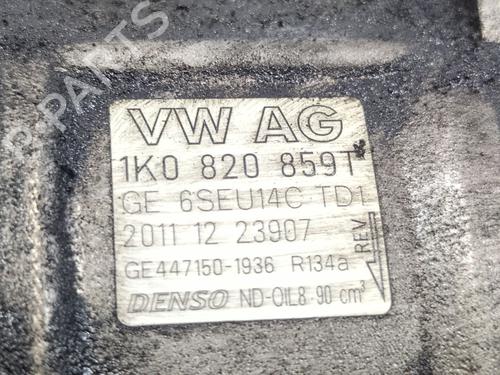 VW AG
1K0 820 859T
GE 6SEU14C TD1
2011 12 23907
REV.
GE447150-1936 R134a
DENSO ND-OIL8 90 cm³
B-PARTS